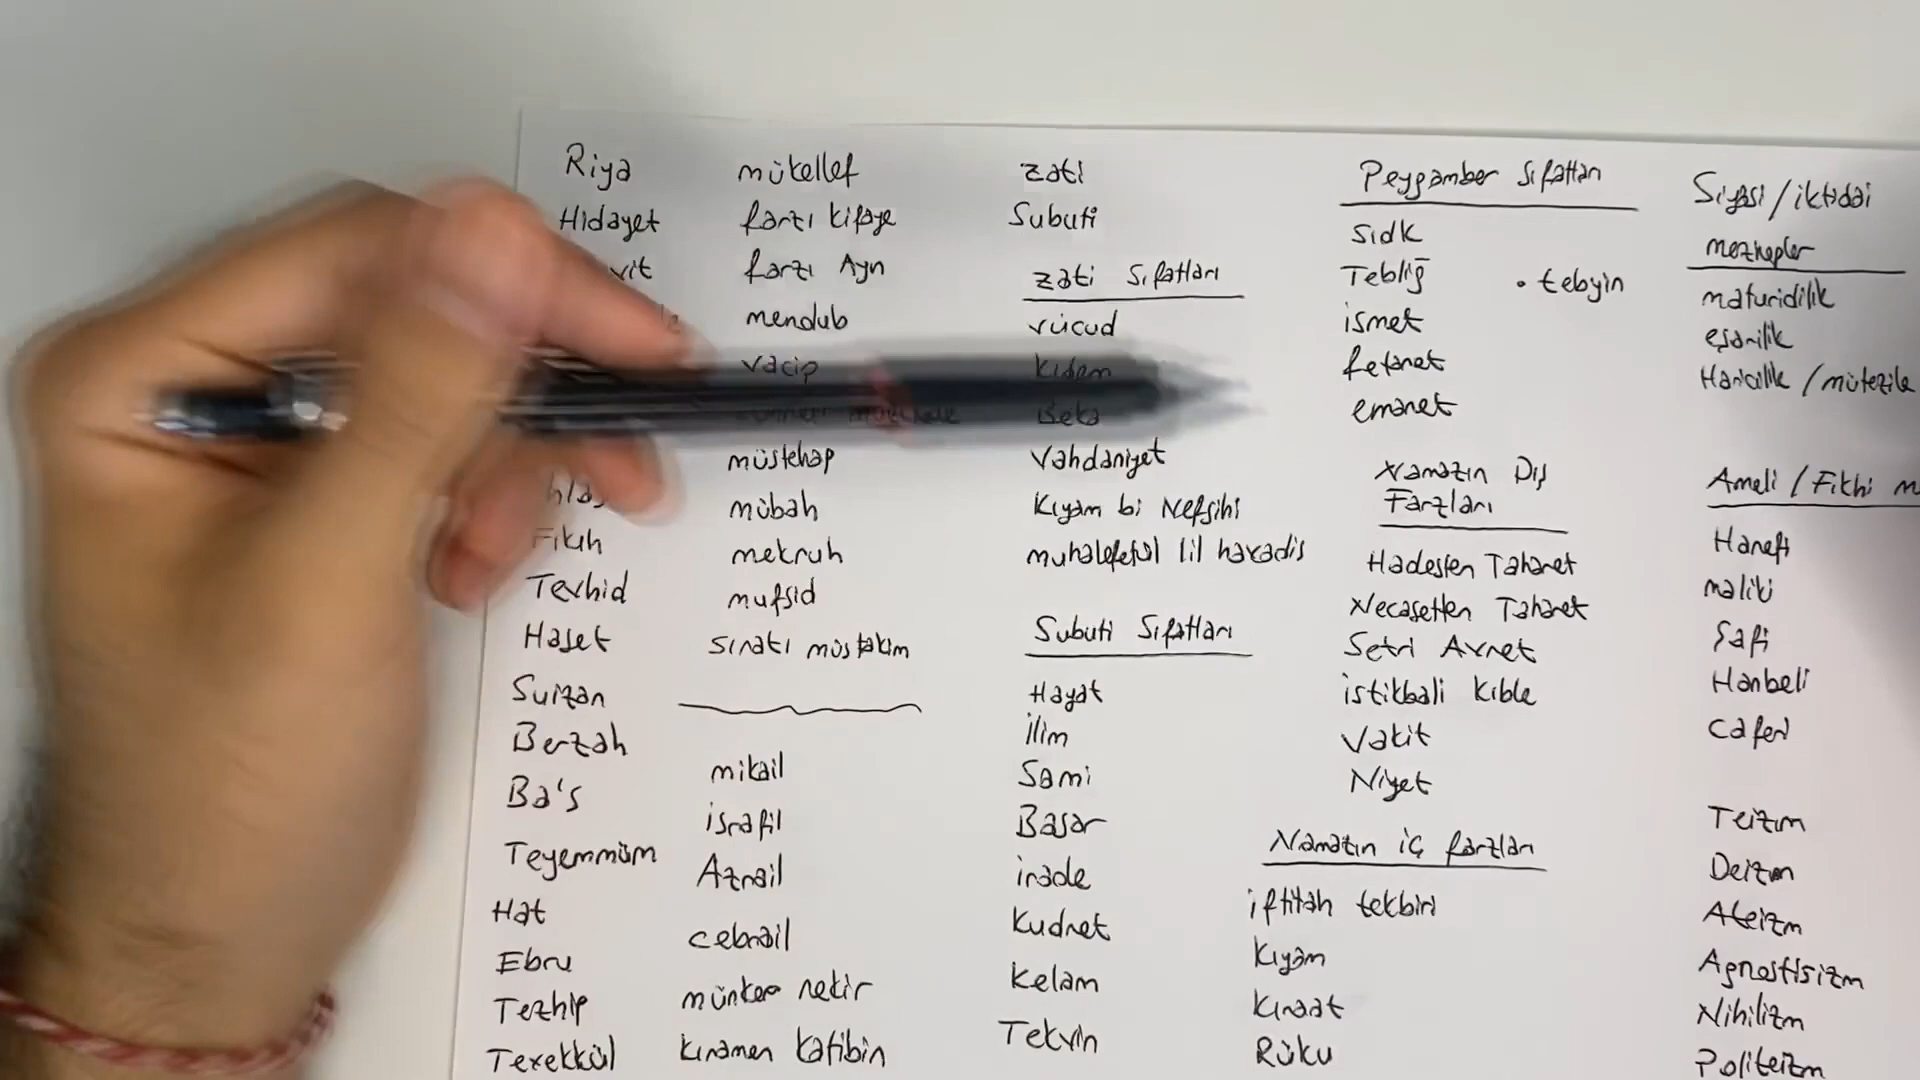 Riya
Hidayet
Fıkıh
Tevhid
Haset
Suizan
Berzah
Ba's
Teyemmüm
Hat
Ebru
Tezhip
Tevekkül
mükellef
farzı kifaye
farzı Ayn
mendub
vacip
müstehap
mübah
mekruh
mufsid
sıratı müstakim
mikail
israfil
Azrail
cebrail
münker nekir
kiramen katibin
zati
Subuti
zati Sıfatları
vücud
kıdem
Beka
Vahdaniyet
Kıyam bi Nefsihi
muhalefetül lil havadis
Subuti Sıfatları
Hayat
ilim
Sami
Basar
irade
Kudret
Kelam
Tekvin
Peygamber Sıfatları
Sıdk
Tebliğ • tebyin
ismet
fetanet
emanet
Namazın Dış
Farzları
Hadesten Taharet
Necasetten Taharet
Setri Avret
istikbali Kıble
Vakit
Niyet
Namazın iç farzları
iftitah tekbiri
Kıyam
Kıraat
Rüku
Siyasi / iktidai
mezhepler
maturidilik
eşarilik
Haricilik / mütezile
Ameli / Fıkhi
Hanefi
maliki
Şafi
Hanbeli
Caferi
Teizm
Deizm
Ateizm
Agnostisizm
Nihilizm
Politeizm